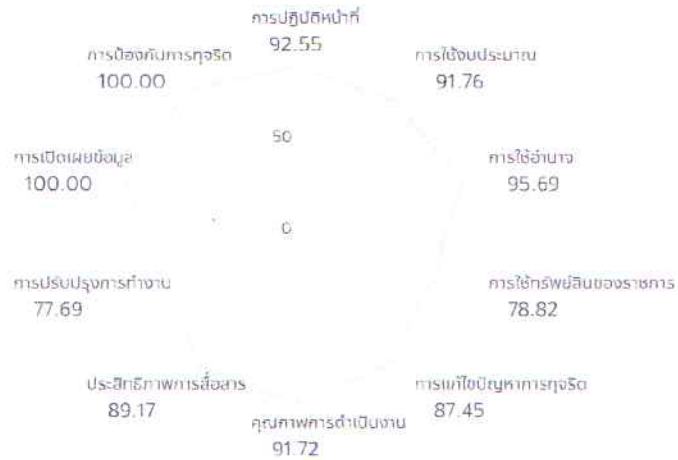 การปฏิบัติหน้าที่
92.55
การใช้งบประมาณ
91.76
การใช้อำนาจ
95.69
การใช้ทรัพย์สินของราชการ
78.82
การแก้ไขปัญหาการทุจริต
87.45
คุณภาพการดำเนินงาน
91.72
ประสิทธิภาพการสื่อสาร
89.17
การปรับปรุงการทำงาน
77.69
การเปิดเผยข้อมูล
100.00
การป้องกันการทุจริต
100.00
50
0